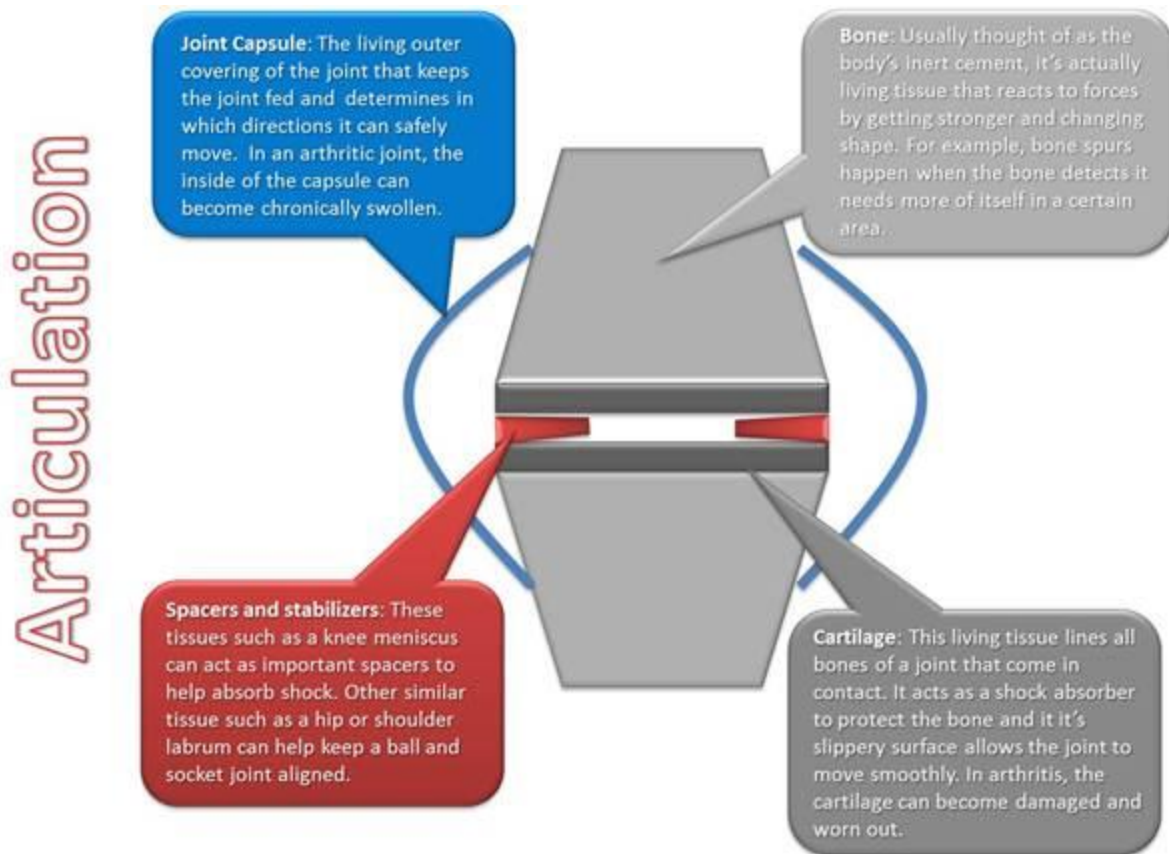 Articulation
Joint Capsule: The living outer
covering of the joint that keeps
the joint fed and determines in
which directions it can safely
move. In an arthritic joint, the
inside of the capsule can
become chronically swollen.
Bone: Usually thought of as the
body's inert cement, it's actually
living tissue that reacts to forces
by getting stronger and changing
shape. For example, bone spurs
happen when the bone detects it
needs more of itself in a certain
area.
Spacers and stabilizers: These
tissues such as a knee meniscus
can act as important spacers to
help absorb shock. Other similar
tissue such as a hip or shoulder
labrum can help keep a ball and
socket joint aligned.
Cartilage: This living tissue lines all
bones of a joint that come in
contact. It acts as a shock absorber
to protect the bone and it it's
slippery surface allows the joint to
move smoothly. In arthritis, the
cartilage can become damaged and
worn out.